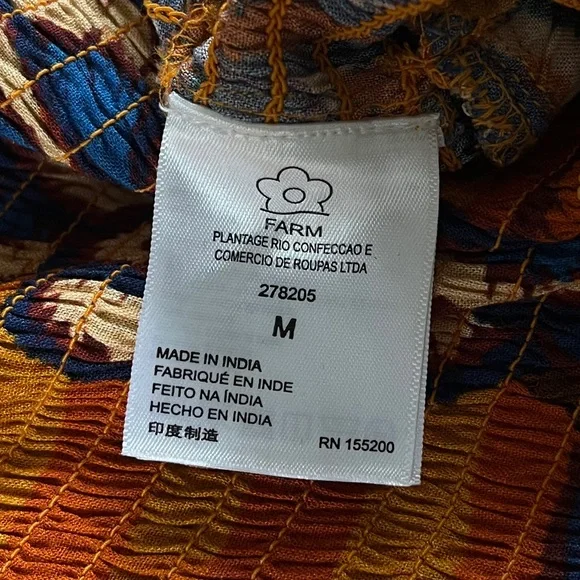 FARM
PLANTAGE RIO CONFECCAO E
COMERCIO DE ROUPAS LTDA
278205
M
MADE IN INDIA
FABRIQUÉ EN INDE
FEITO NA ÍNDIA
HECHO EN INDIA
印度制造
RN 155200